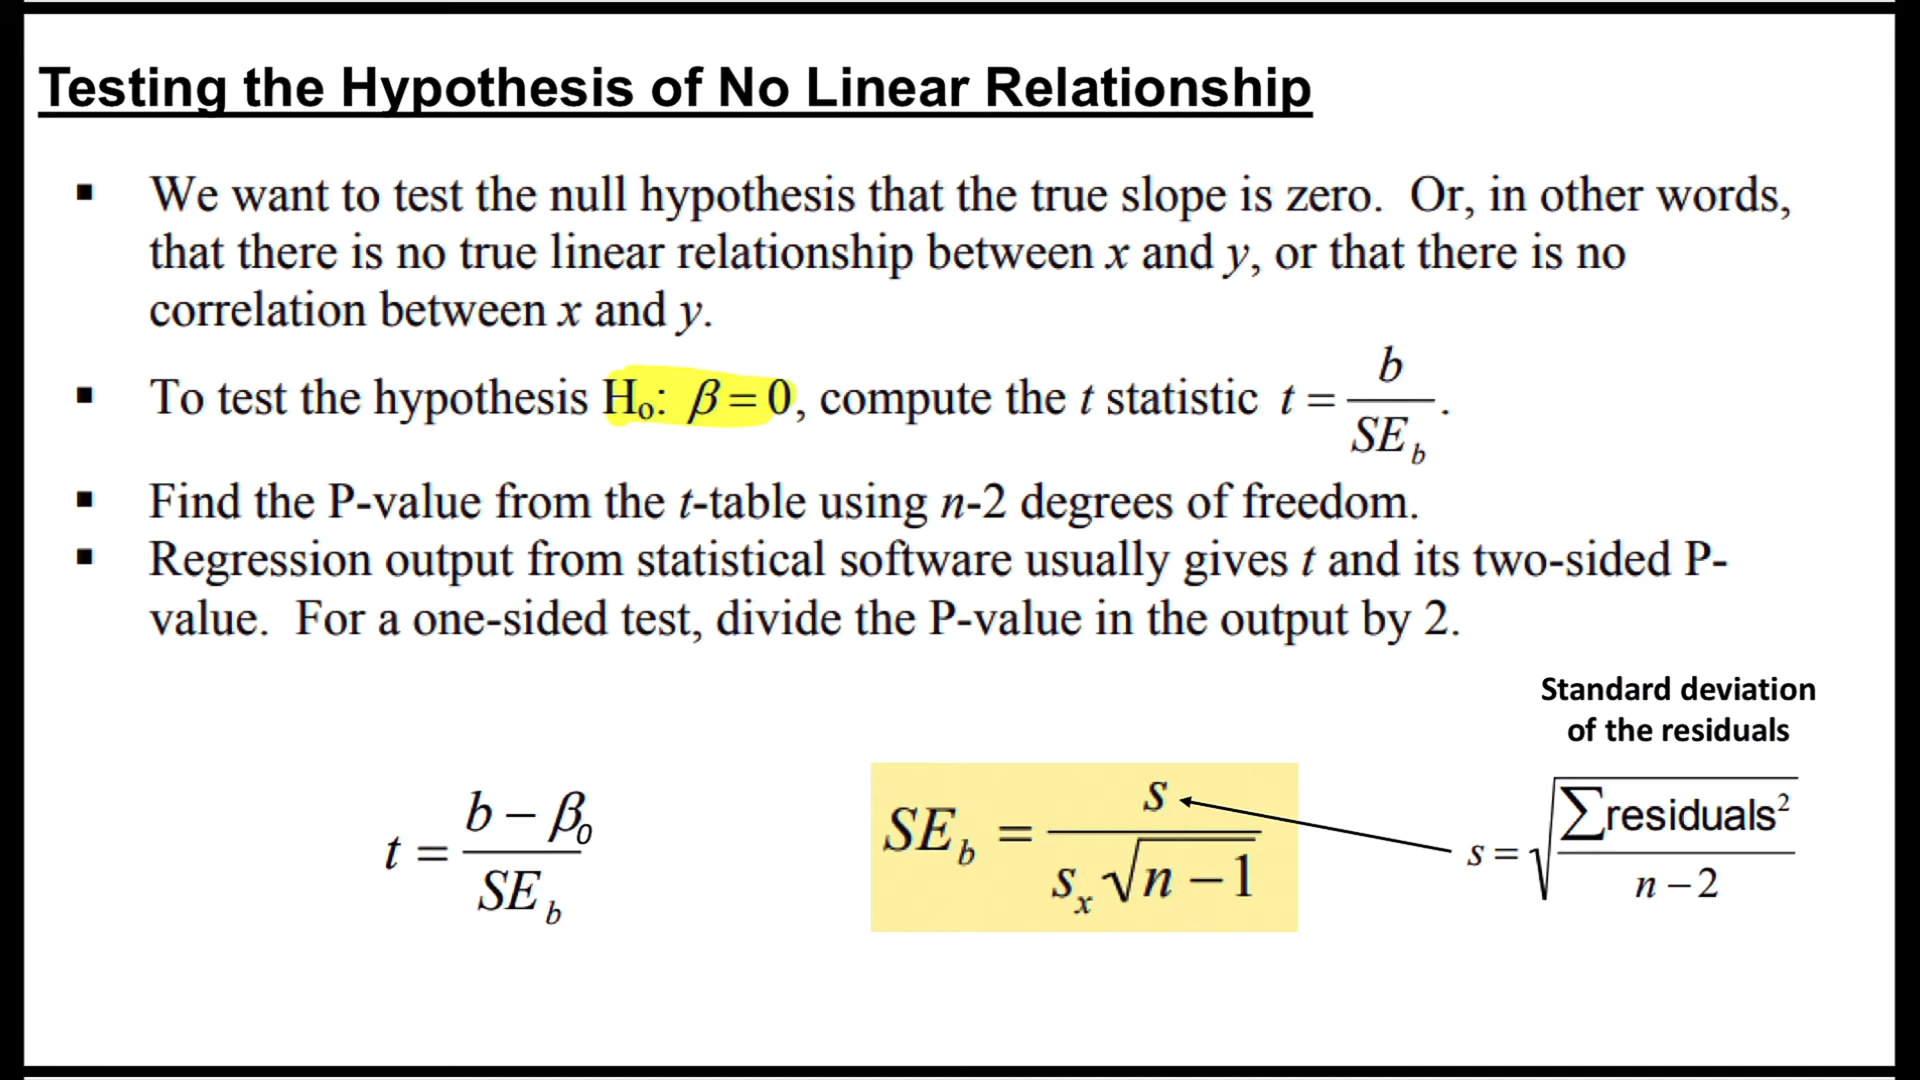 Testing the Hypothesis of No Linear Relationship
▪ We want to test the null hypothesis that the true slope is zero. Or, in other words,
that there is no true linear relationship between x and y, or that there is no
correlation between x and y.
▪ To test the hypothesis H₀: β = 0, compute the t statistic t = b / SE_b.
▪ Find the P-value from the t-table using n-2 degrees of freedom.
▪ Regression output from statistical software usually gives t and its two-sided P-
value. For a one-sided test, divide the P-value in the output by 2.
Standard deviation
of the residuals
t = (b − β₀) / SE_b
SE_b = s / (s_x √(n − 1))
s = √(∑residuals² / (n − 2))